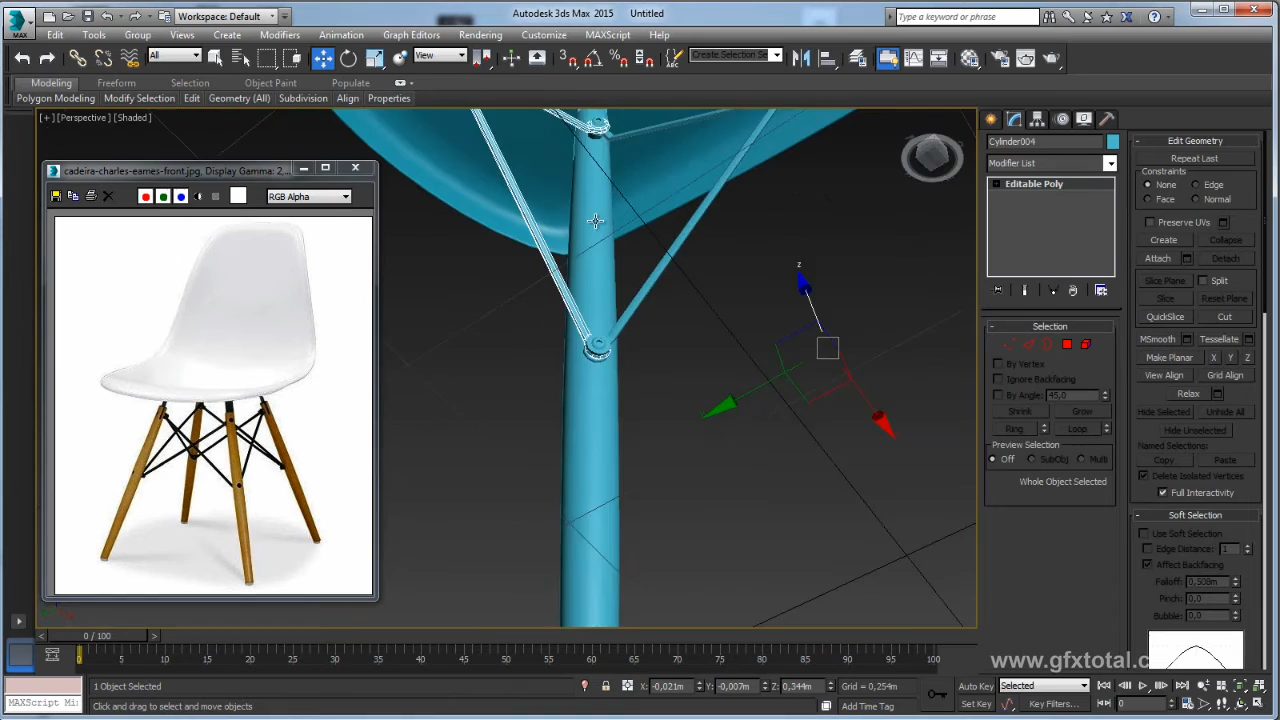 Workspace: Default
Autodesk 3ds Max 2015 Untitled
Type a keyword or phrase
MAX
Edit Tools Group Views Create Modifiers Animation Graph Editors Rendering Customize MAXScript Help
All
View
Create Selection Se
Modeling Freeform Selection Object Paint Populate
Polygon Modeling Modify Selection Edit Geometry (All) Subdivision Align Properties
[+] [Perspective] [Shaded]
cadeira-charles-eames-front.jpg, Display Gamma: 2,...
RGB Alpha
z
Cylinder004
Modifier List
Editable Poly
Selection
By Vertex
Ignore Backfacing
By Angle: 45,0
Shrink Grow
Ring Loop
Preview Selection
Off SubObj Multi
Whole Object Selected
Edit Geometry
Repeat Last
Constraints
None Edge
Face Normal
Preserve UVs
Create Collapse
Attach Detach
Slice Plane Split
Slice Reset Plane
QuickSlice Cut
MSmooth Tessellate
Make Planar X Y Z
View Align Grid Align
Relax
Hide Selected Unhide All
Hide Unselected
Named Selections:
Copy Paste
Delete Isolated Vertices
Full Interactivity
Soft Selection
Use Soft Selection
Edge Distance: 1
Affect Backfacing
Falloff: 0,508m
Pinch: 0,0
Bubble: 0,0
0 / 100
0 5 10 15 20 25 30 35 40 45 50 55 60 65 70 75 80 85 90 95 100
www.gfxtotal.c
1 Object Selected
X: -0,021m Y: -0,007m Z: 0,344m Grid = 0,254m
Auto Key Selected
MAXScript Mi
Click and drag to select and move objects
Add Time Tag
Set Key Key Filters... 0